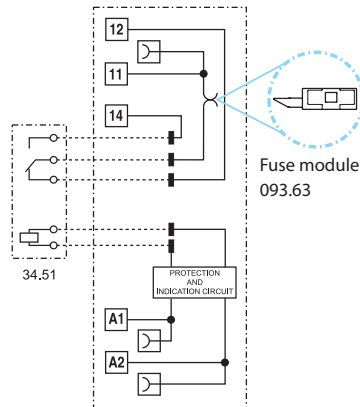 12
11
14
Fuse module
093.63
34.51
PROTECTION
AND
INDICATION CIRCUIT
A1
A2